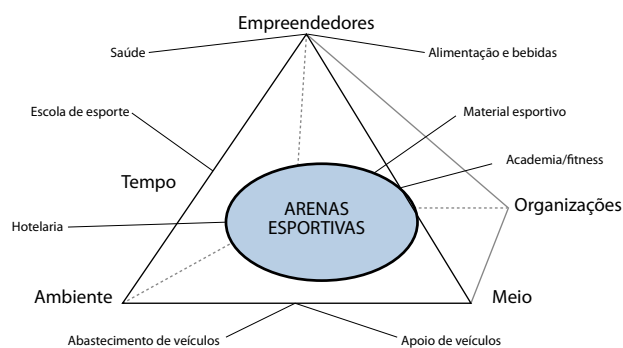 Empreendedores
Saúde
Alimentação e bebidas
Escola de esporte
Material esportivo
Academia/fitness
Tempo
Organizações
ARENAS
ESPORTIVAS
Hotelaria
Ambiente
Meio
Abastecimento de veículos
Apoio de veículos